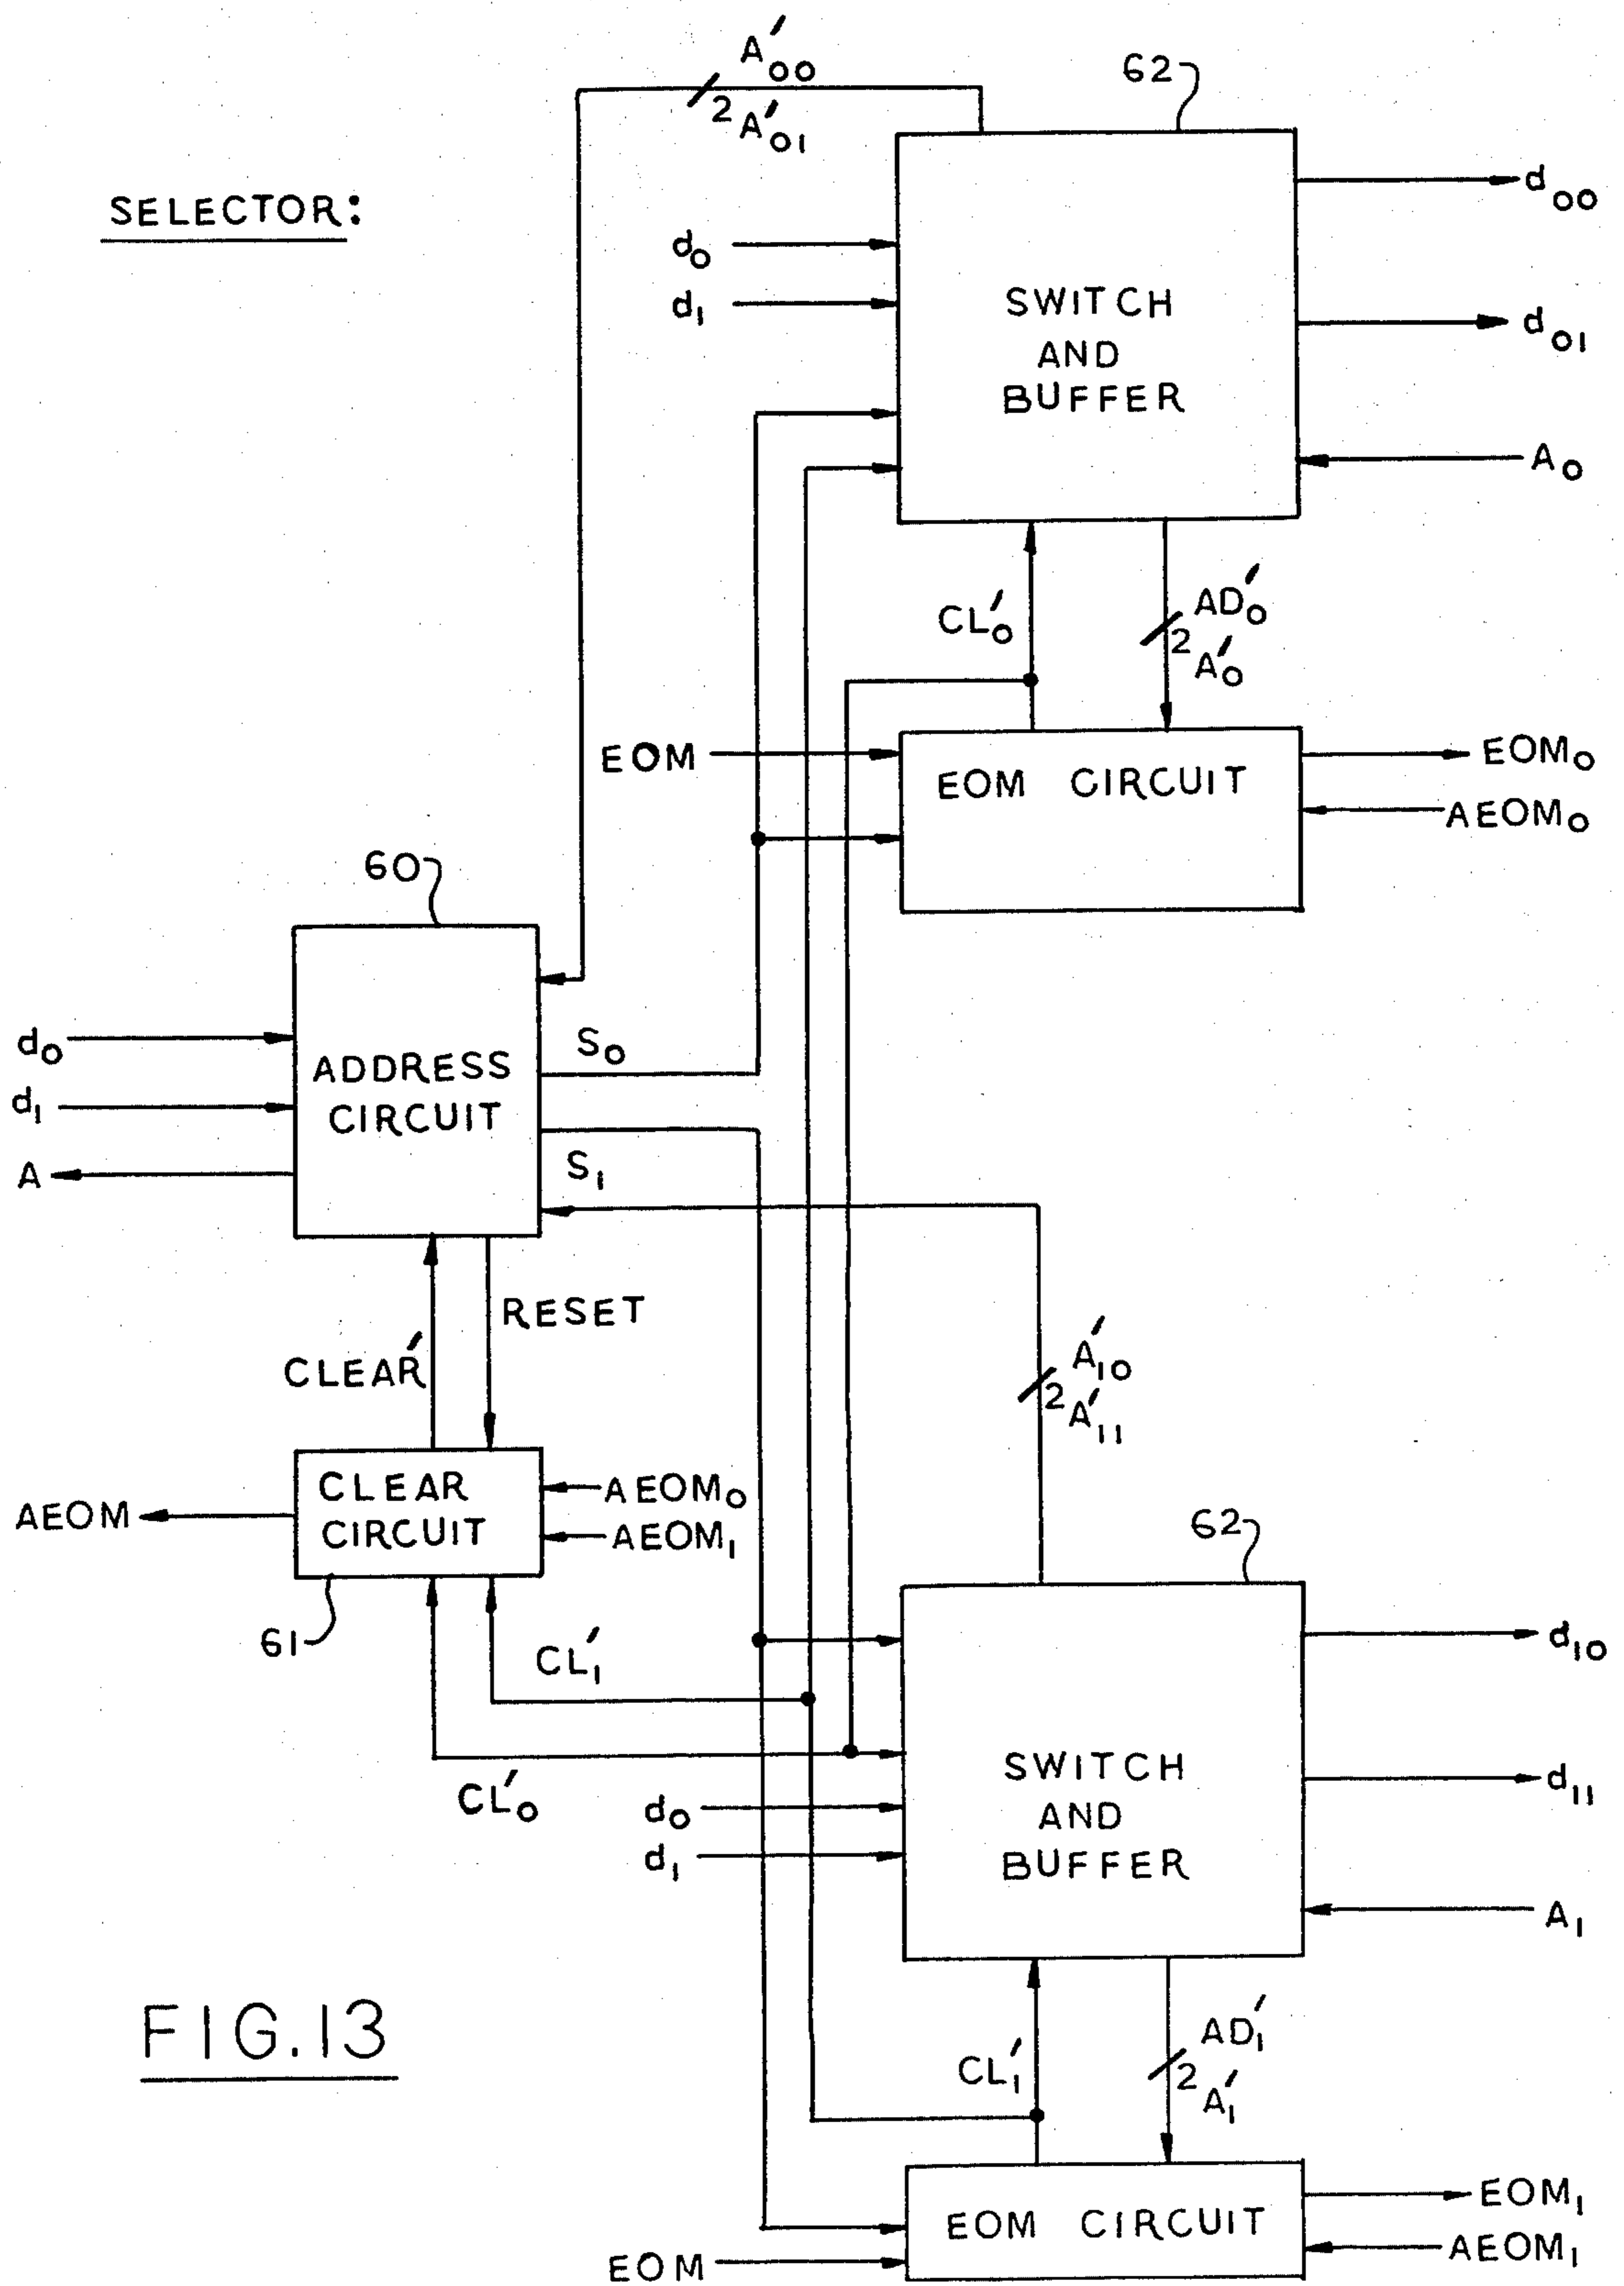 A'₀₀
2 A'₀₁
62
SELECTOR:
d₀₀
d₀
d₁
SWITCH
AND
BUFFER
d₀₁
A₀
CL'₀
AD'₀
2
A'₀
EOM
EOM CIRCUIT
EOM₀
AEOM₀
60
d₀
d₁
A
ADDRESS
CIRCUIT
S₀
S₁
RESET
CLEAR'
A'₁₀
2
A'₁₁
AEOM
CLEAR
CIRCUIT
AEOM₀
AEOM₁
61
62
CL'₁
CL'₀
d₁₀
SWITCH
AND
BUFFER
d₀
d₁
d₁₁
A₁
FIG.13
CL'₁
AD'₁
2
A'₁
EOM CIRCUIT
EOM
EOM₁
AEOM₁